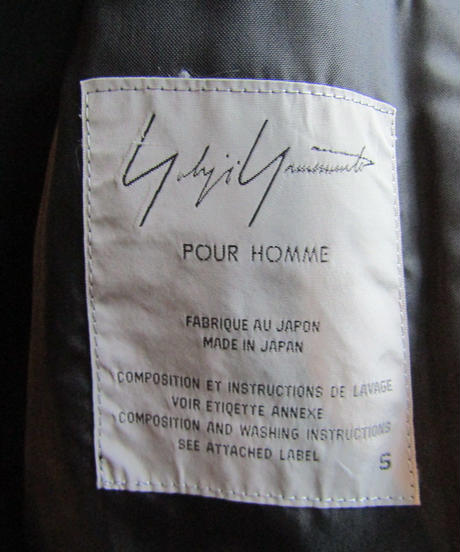 Yohji Yamamoto
POUR HOMME
FABRIQUE AU JAPON
MADE IN JAPAN
COMPOSITION ET INSTRUCTIONS DE LAVAGE
VOIR ETIQETTE ANNEXE
COMPOSITION AND WASHING INSTRUCTIONS
SEE ATTACHED LABEL
S